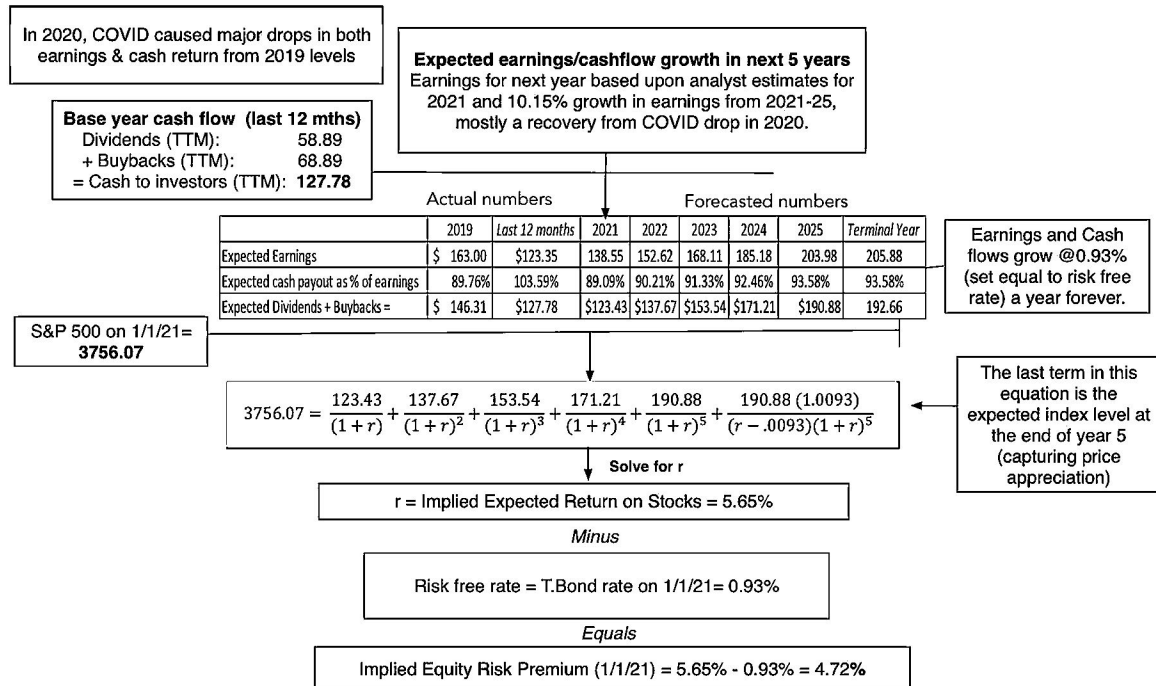 In 2020, COVID caused major drops in both
earnings & cash return from 2019 levels
Expected earnings/cashflow growth in next 5 years
Earnings for next year based upon analyst estimates for
2021 and 10.15% growth in earnings from 2021-25,
mostly a recovery from COVID drop in 2020.
Base year cash flow (last 12 mths)
Dividends (TTM): 58.89
+ Buybacks (TTM): 68.89
= Cash to investors (TTM): 127.78
Actual numbers Forecasted numbers
2019 Last 12 months 2021 2022 2023 2024 2025 Terminal Year
Expected Earnings $ 163.00 $123.35 138.55 152.62 168.11 185.18 203.98 205.88
Expected cash payout as % of earnings 89.76% 103.59% 89.09% 90.21% 91.33% 92.46% 93.58% 93.58%
Expected Dividends + Buybacks = $ 146.31 $127.78 $123.43 $137.67 $153.54 $171.21 $190.88 192.66
Earnings and Cash
flows grow @0.93%
(set equal to risk free
rate) a year forever.
S&P 500 on 1/1/21=
3756.07
3756.07 = 123.43/(1 + r) + 137.67/(1 + r)² + 153.54/(1 + r)³ + 171.21/(1 + r)⁴ + 190.88/(1 + r)⁵ + 190.88 (1.0093)/(r − .0093)(1 + r)⁵
The last term in this
equation is the
expected index level at
the end of year 5
(capturing price
appreciation)
Solve for r
r = Implied Expected Return on Stocks = 5.65%
Minus
Risk free rate = T.Bond rate on 1/1/21= 0.93%
Equals
Implied Equity Risk Premium (1/1/21) = 5.65% - 0.93% = 4.72%